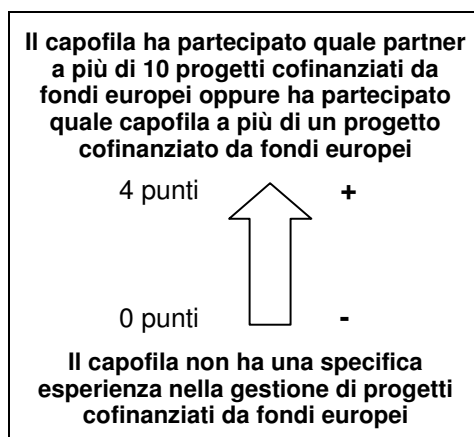 Il capofila ha partecipato quale partner
a più di 10 progetti cofinanziati da
fondi europei oppure ha partecipato
quale capofila a più di un progetto
cofinanziato da fondi europei
4 punti +
0 punti -
Il capofila non ha una specifica
esperienza nella gestione di progetti
cofinanziati da fondi europei